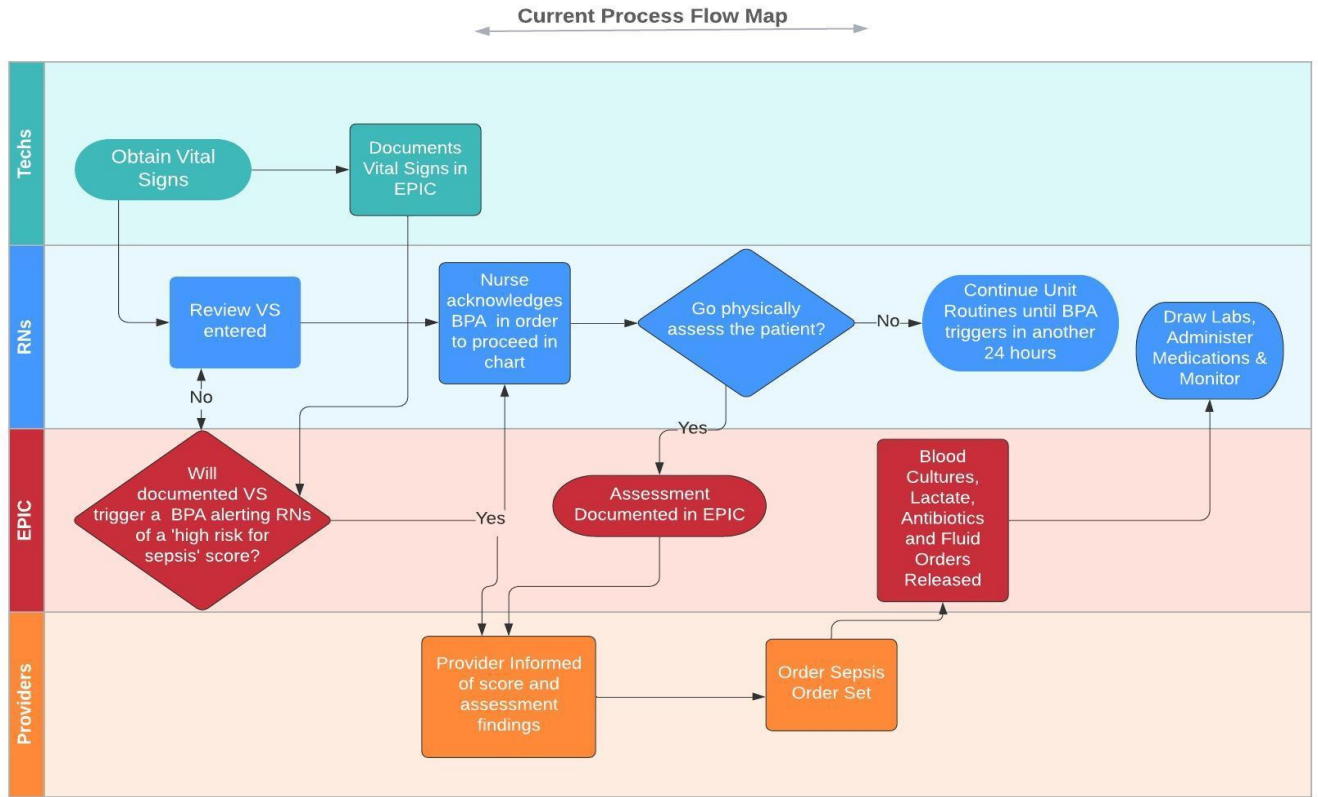 Current Process Flow Map
Techs
Obtain Vital
Signs
Documents
Vital Signs in
EPIC
RNs
Review VS
entered
Nurse
acknowledges
BPA in order
to proceed in
chart
Go physically
assess the patient?
No
Continue Unit
Routines until BPA
triggers in another
24 hours
Draw Labs,
Administer
Medications &
Monitor
No
Yes
EPIC
Will
documented VS
trigger a BPA alerting RNs
of a 'high risk for
sepsis' score?
Yes
Assessment
Documented in EPIC
Blood
Cultures,
Lactate,
Antibiotics
and Fluid
Orders
Released
Providers
Provider Informed
of score and
assessment
findings
Order Sepsis
Order Set